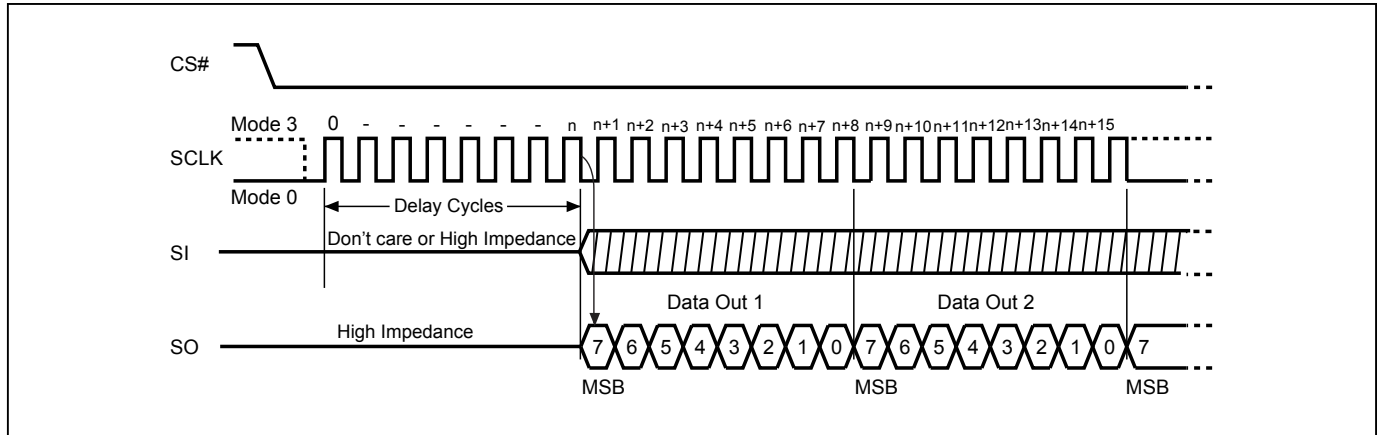 CS#
Mode 3
0 - - - - - - n n+1 n+2 n+3 n+4 n+5 n+6 n+7 n+8 n+9 n+10 n+11 n+12 n+13 n+14 n+15
SCLK
Mode 0
Delay Cycles
Don't care or High Impedance
SI
Data Out 1 Data Out 2
High Impedance
SO
7 6 5 4 3 2 1 0 7 6 5 4 3 2 1 0 7
MSB MSB MSB